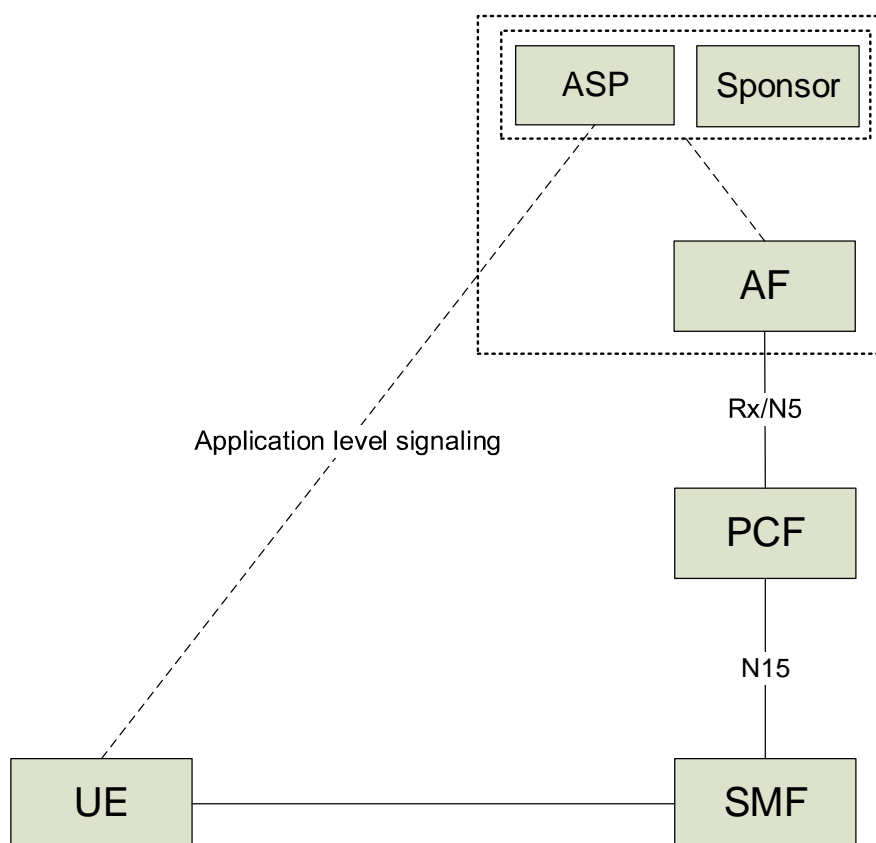 ASP
Sponsor
AF
Rx/N5
Application level signaling
PCF
N15
UE
SMF